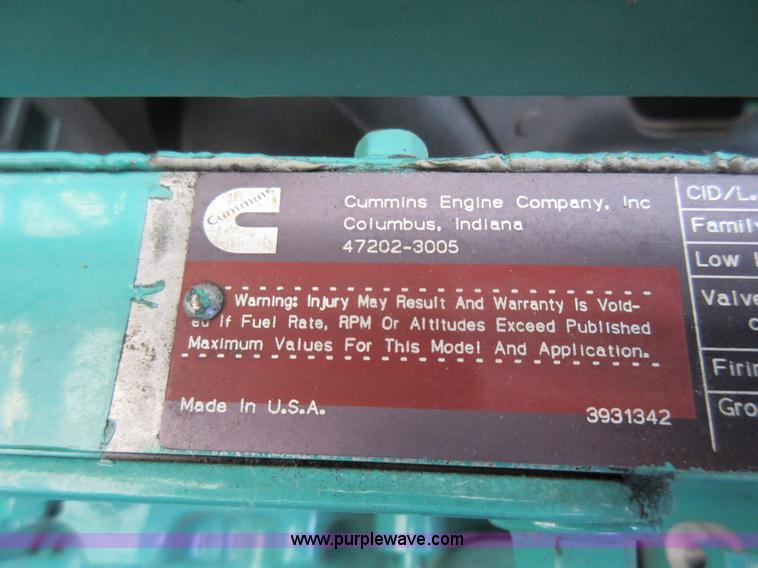 Cummins
Cummins Engine Company, Inc
Columbus, Indiana
47202-3005
Warning: Injury May Result And Warranty Is Void-
ed If Fuel Rate, RPM Or Altitudes Exceed Published
Maximum Values For This Model And Application.
Made In U.S.A.
3931342
CID/L.
Family
Low
Valve
Firin
Gro
www.purplewave.com